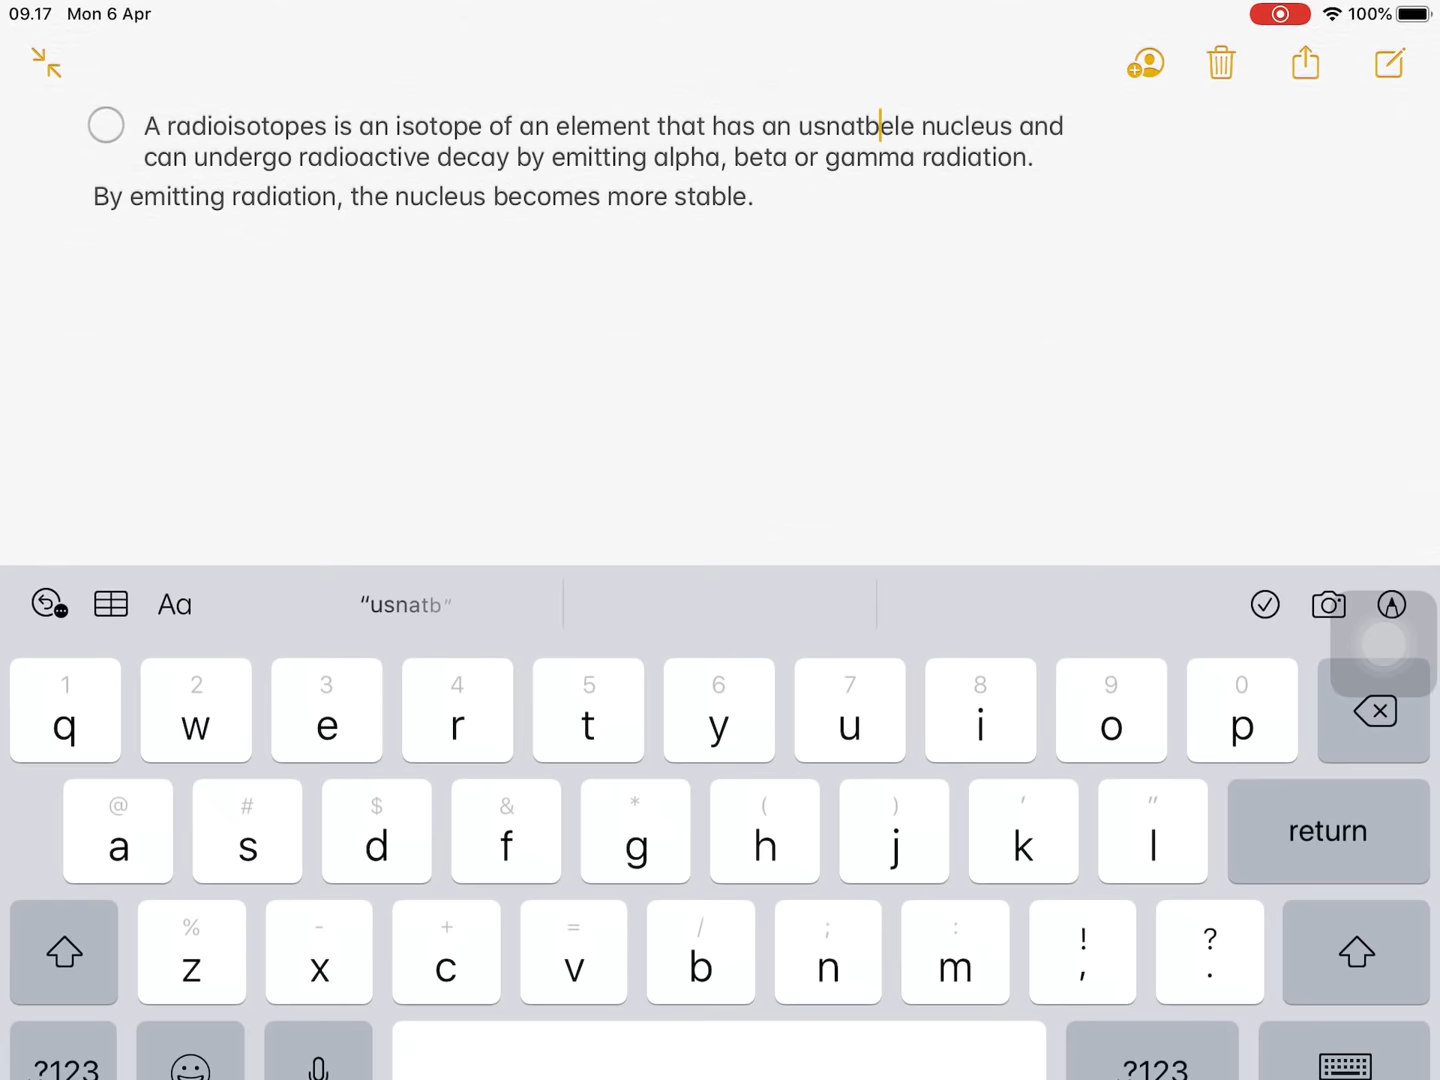 09.17 Mon 6 Apr 100%
A radioisotopes is an isotope of an element that has an usnatbele nucleus and
can undergo radioactive decay by emitting alpha, beta or gamma radiation.
By emitting radiation, the nucleus becomes more stable.
Aa "usnatb"
1 2 3 4 5 6 7 8 9 0
q w e r t y u i o p
@ # $ & * ( ) ' "
a s d f g h j k l return
% - + = / ; : ! ?
z x c v b n m , .
.?123 .?123